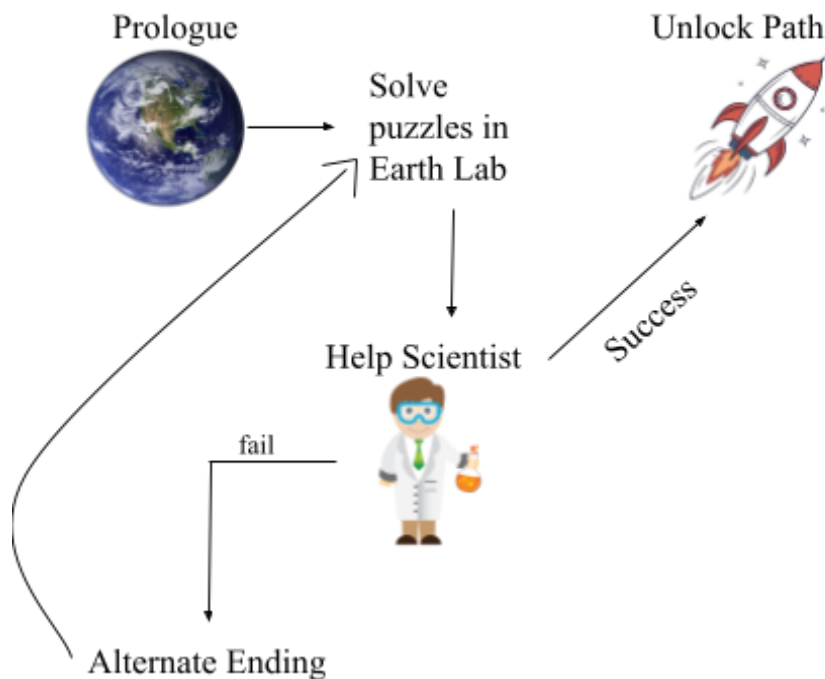 Prologue
Unlock Path
Solve
puzzles in
Earth Lab
Success
Help Scientist
fail
Alternate Ending